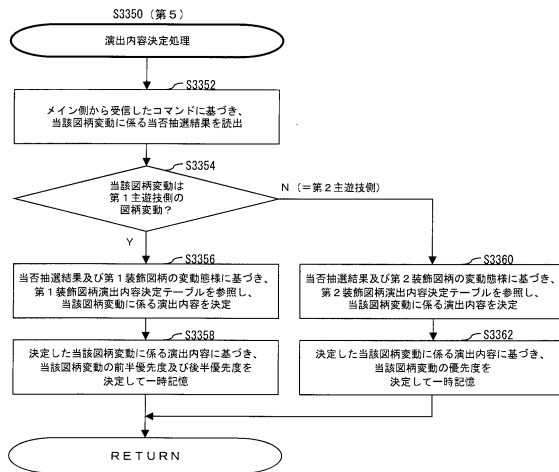 S3350（第5）
演出内容決定処理
S3352
メイン側から受信したコマンドに基づき、
当該図柄変動に係る当否抽選結果を読出
S3354
当該図柄変動は
第1主遊技側の
図柄変動？
N（＝第2主遊技側）
Y
S3356
当否抽選結果及び第1装飾図柄の変動態様に基づき、
第1装飾図柄演出内容決定テーブルを参照し、
当該図柄変動に係る演出内容を決定
S3360
当否抽選結果及び第2装飾図柄の変動態様に基づき、
第2装飾図柄演出内容決定テーブルを参照し、
当該図柄変動に係る演出内容を決定
S3358
決定した当該図柄変動に係る演出内容に基づき、
当該図柄変動の前半優先度及び後半優先度を
決定して一時記憶
S3362
決定した当該図柄変動に係る演出内容に基づき、
当該図柄変動の優先度を
決定して一時記憶
RETURN